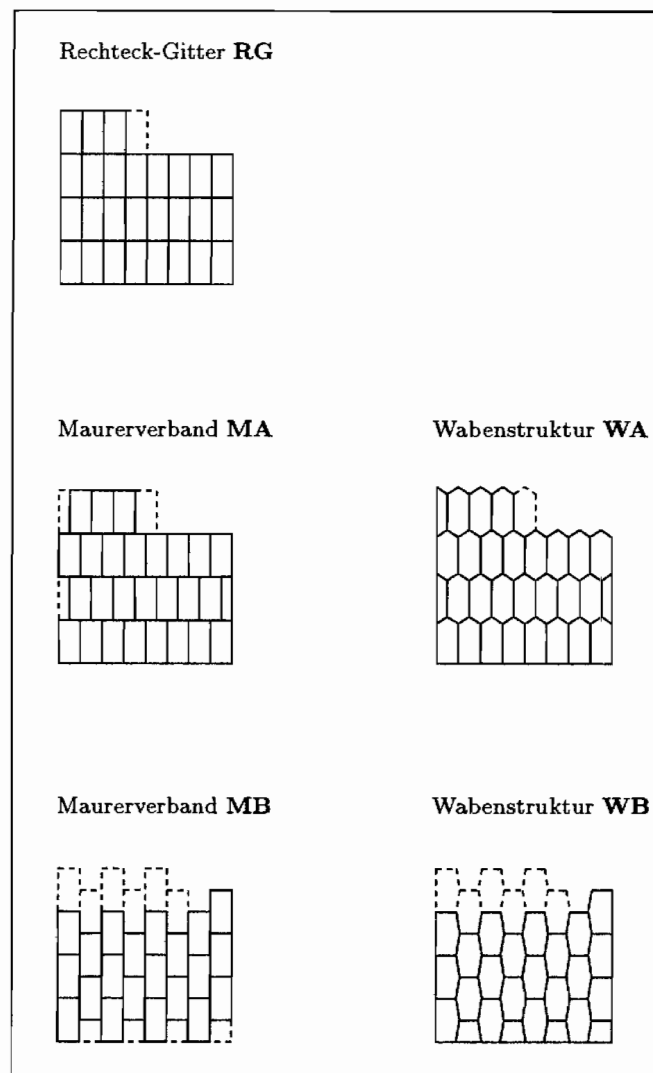 Rechteck-Gitter RG
Maurerverband MA
Wabenstruktur WA
Maurerverband MB
Wabenstruktur WB